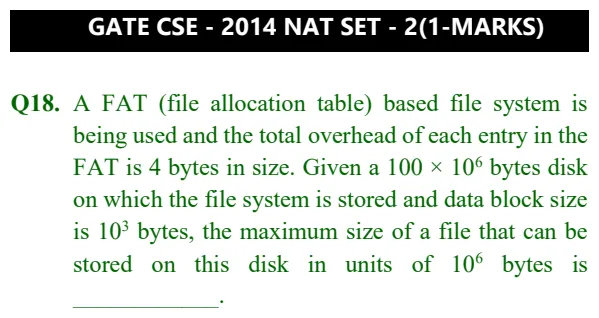 GATE CSE - 2014 NAT SET - 2(1-MARKS)
Q18. A FAT (file allocation table) based file system is
being used and the total overhead of each entry in the
FAT is 4 bytes in size. Given a 100 × 10⁶ bytes disk
on which the file system is stored and data block size
is 10³ bytes, the maximum size of a file that can be
stored on this disk in units of 10⁶ bytes is
____________.